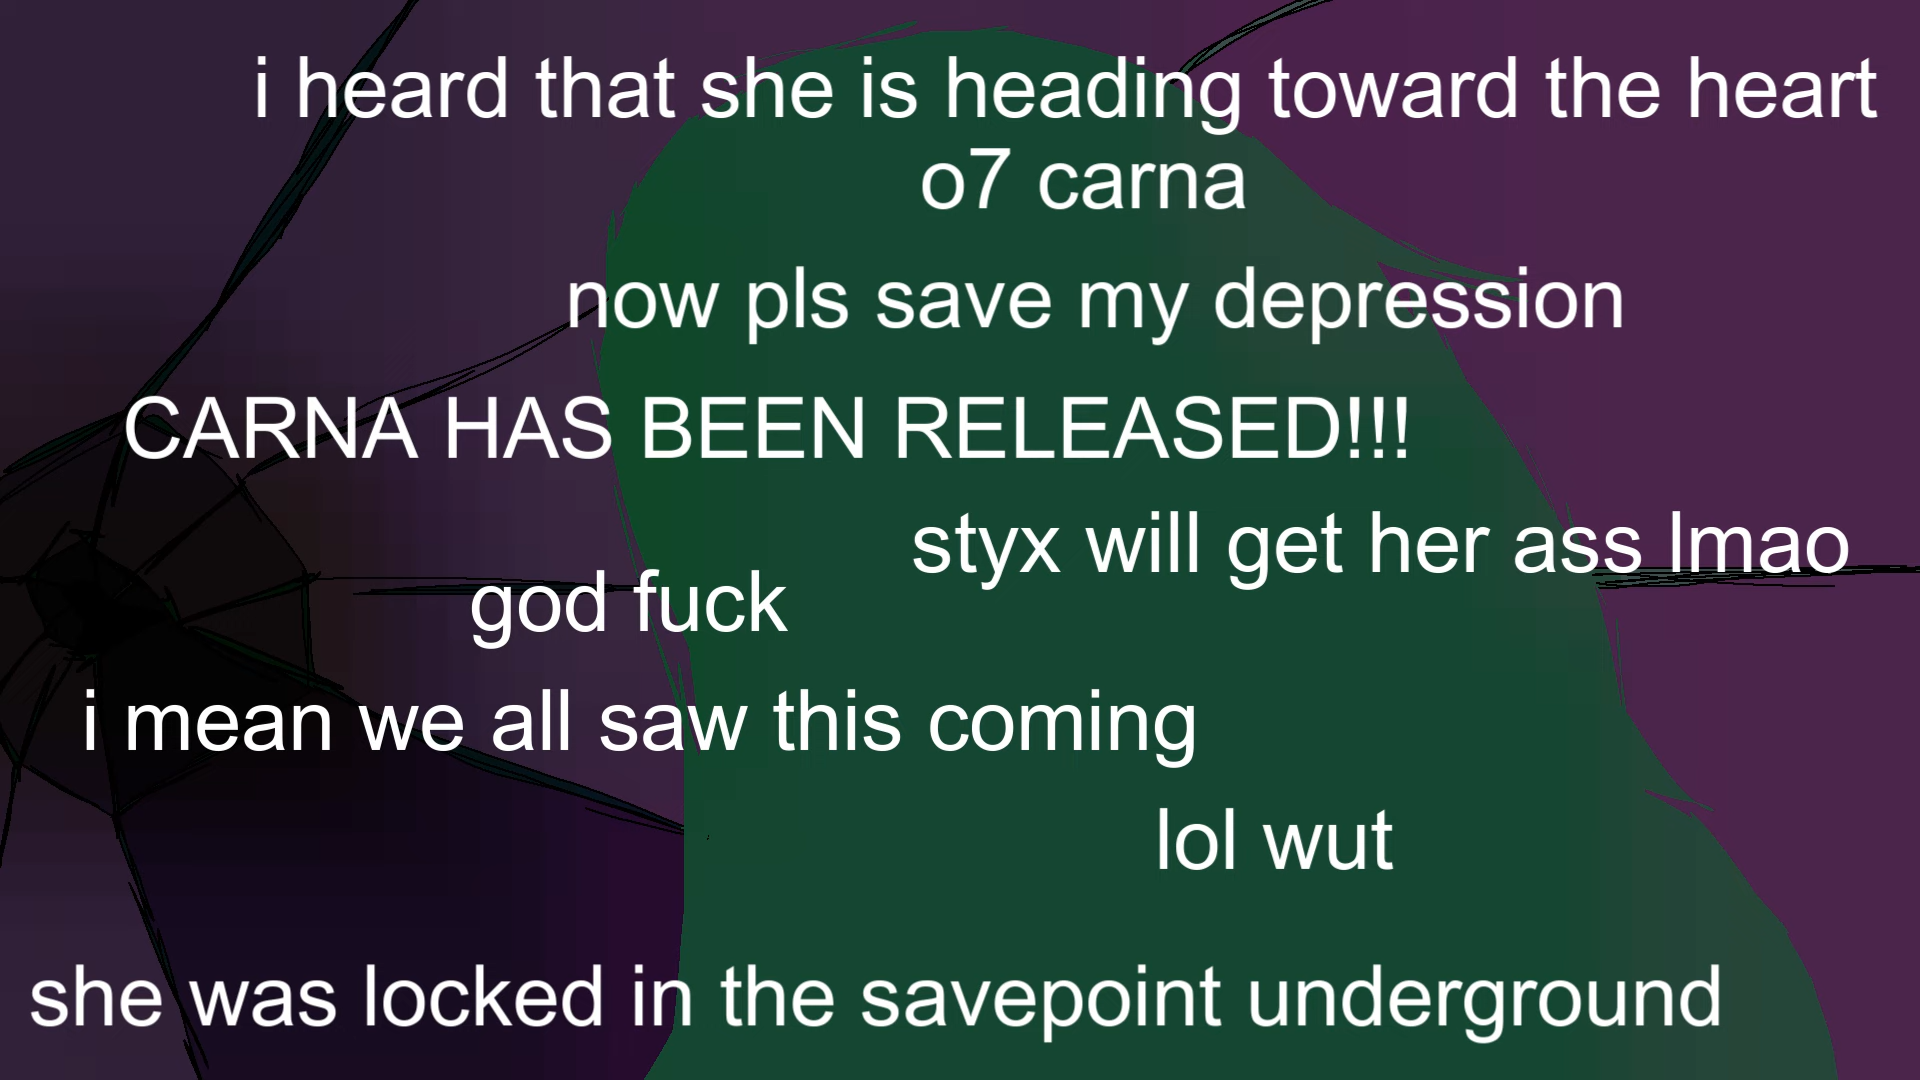 i heard that she is heading toward the heart
o7 carna
now pls save my depression
CARNA HAS BEEN RELEASED!!!
styx will get her ass lmao
god fuck
i mean we all saw this coming
lol wut
she was locked in the savepoint underground